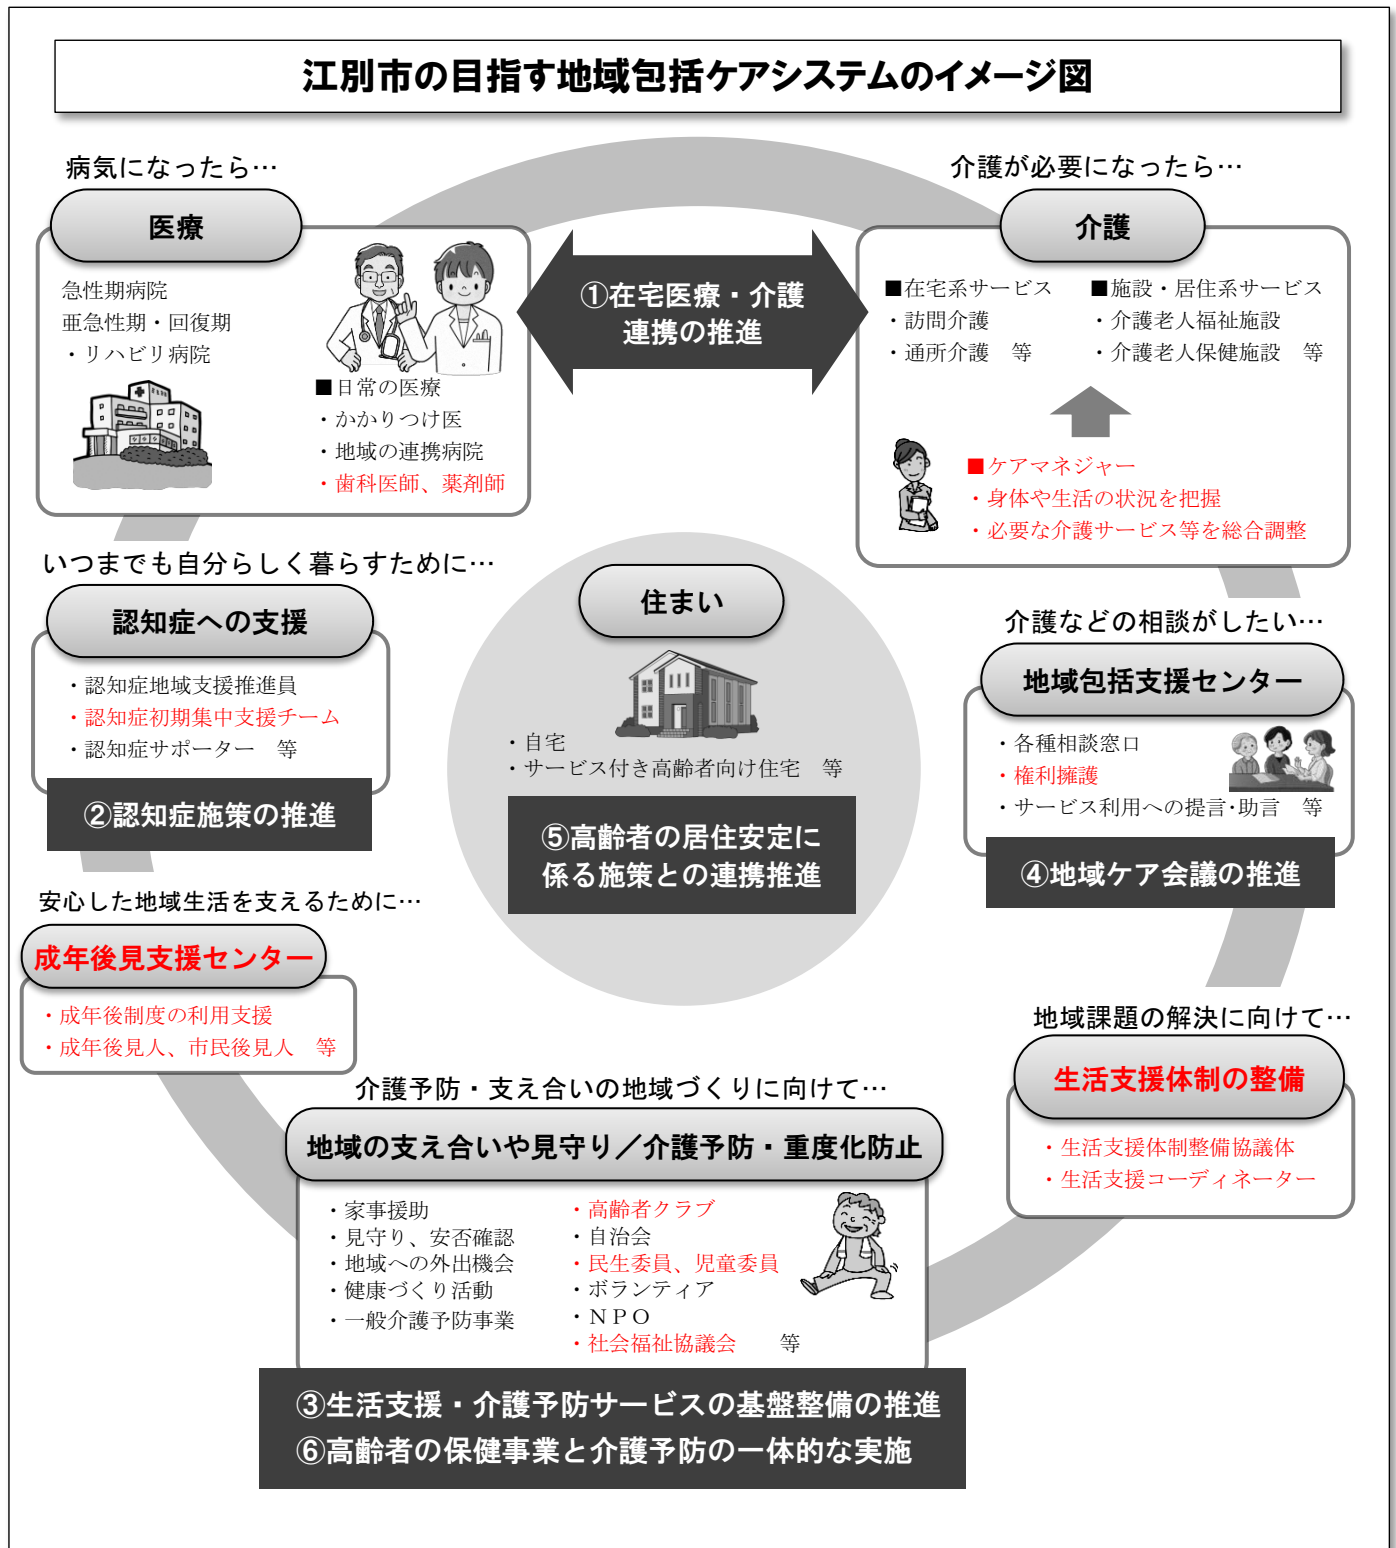 江別市の目指す地域包括ケアシステムのイメージ図
病気になったら…
医療
急性期病院
亜急性期・回復期
・リハビリ病院
■日常の医療
・かかりつけ医
・地域の連携病院
・歯科医師、薬剤師
①在宅医療・介護
連携の推進
介護が必要になったら…
介護
■在宅系サービス
・訪問介護
・通所介護　等
■施設・居住系サービス
・介護老人福祉施設
・介護老人保健施設　等
■ケアマネジャー
・身体や生活の状況を把握
・必要な介護サービス等を総合調整
いつまでも自分らしく暮らすために…
認知症への支援
・認知症地域支援推進員
・認知症初期集中支援チーム
・認知症サポーター　等
②認知症施策の推進
住まい
・自宅
・サービス付き高齢者向け住宅　等
⑤高齢者の居住安定に
係る施策との連携推進
介護などの相談がしたい…
地域包括支援センター
・各種相談窓口
・権利擁護
・サービス利用への提言・助言　等
④地域ケア会議の推進
安心した地域生活を支えるために…
成年後見支援センター
・成年後制度の利用支援
・成年後見人、市民後見人　等
地域課題の解決に向けて…
生活支援体制の整備
・生活支援体制整備協議体
・生活支援コーディネーター
介護予防・支え合いの地域づくりに向けて…
地域の支え合いや見守り／介護予防・重度化防止
・家事援助
・見守り、安否確認
・地域への外出機会
・健康づくり活動
・一般介護予防事業
・高齢者クラブ
・自治会
・民生委員、児童委員
・ボランティア
・ＮＰＯ
・社会福祉協議会　　等
③生活支援・介護予防サービスの基盤整備の推進
⑥高齢者の保健事業と介護予防の一体的な実施